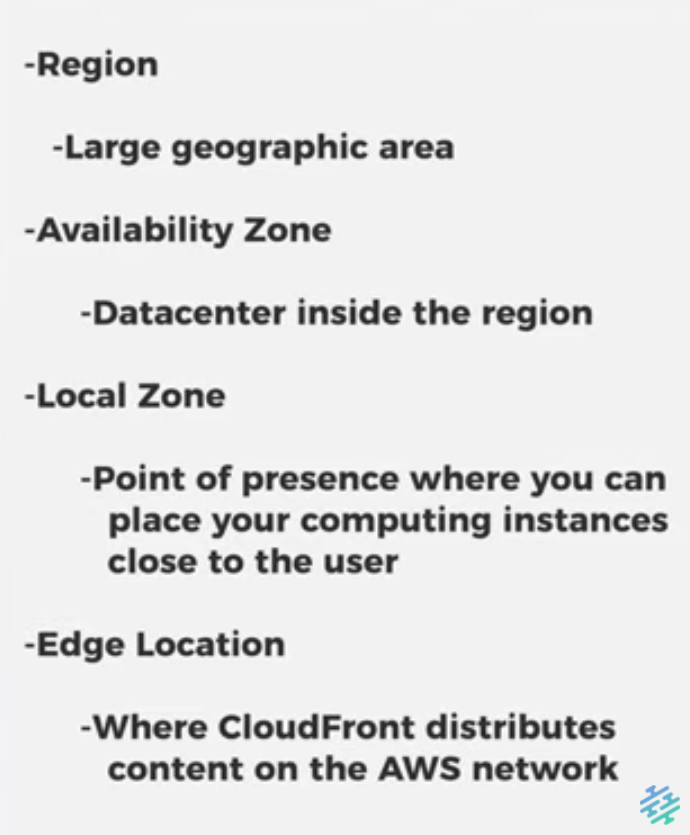 -Region
-Large geographic area
-Availability Zone
-Datacenter inside the region
-Local Zone
-Point of presence where you can
place your computing instances
close to the user
-Edge Location
-Where CloudFront distributes
content on the AWS network